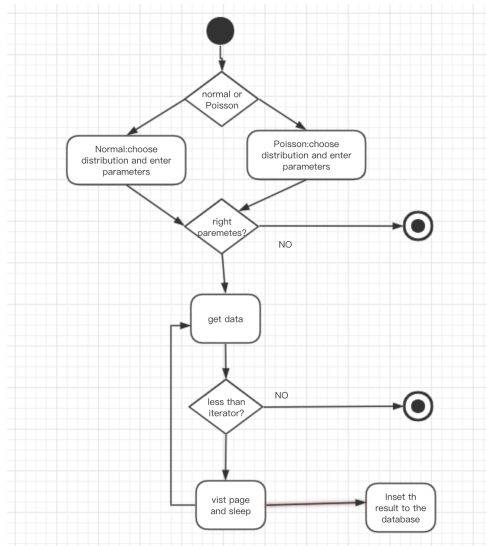 normal or
Poisson
Normal:choose
distribution and enter
parameters
Poisson:choose
distribution and enter
parameters
right
paremetes?
NO
get data
less than
iterator?
NO
vist page
and sleep
Inset th
result to the
database